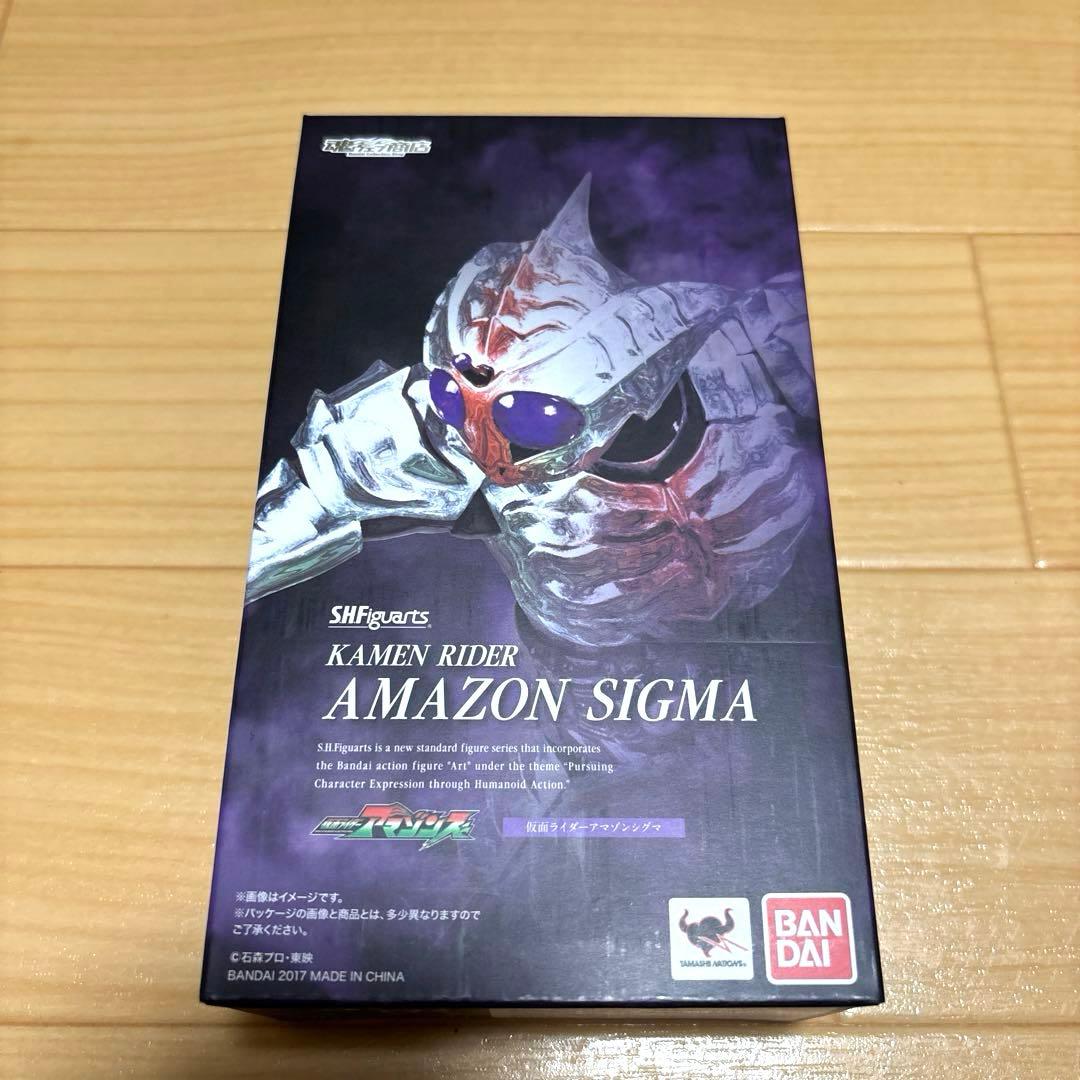 魂ウェブ商店
S.H.Figuarts
KAMEN RIDER
AMAZON SIGMA
S.H.Figuarts is a new standard figure series that incorporates
the Bandai action figure "Art" under the theme "Pursuing
Character Expression through Humanoid Action."
仮面ライダー アマゾンズ
仮面ライダーアマゾンシグマ
※画像はイメージです。
※パッケージの画像と商品とは、多少異なりますので
ご了承ください。
©石森プロ・東映
BANDAI 2017 MADE IN CHINA
TAMASHII NATIONS
BAN
DAI